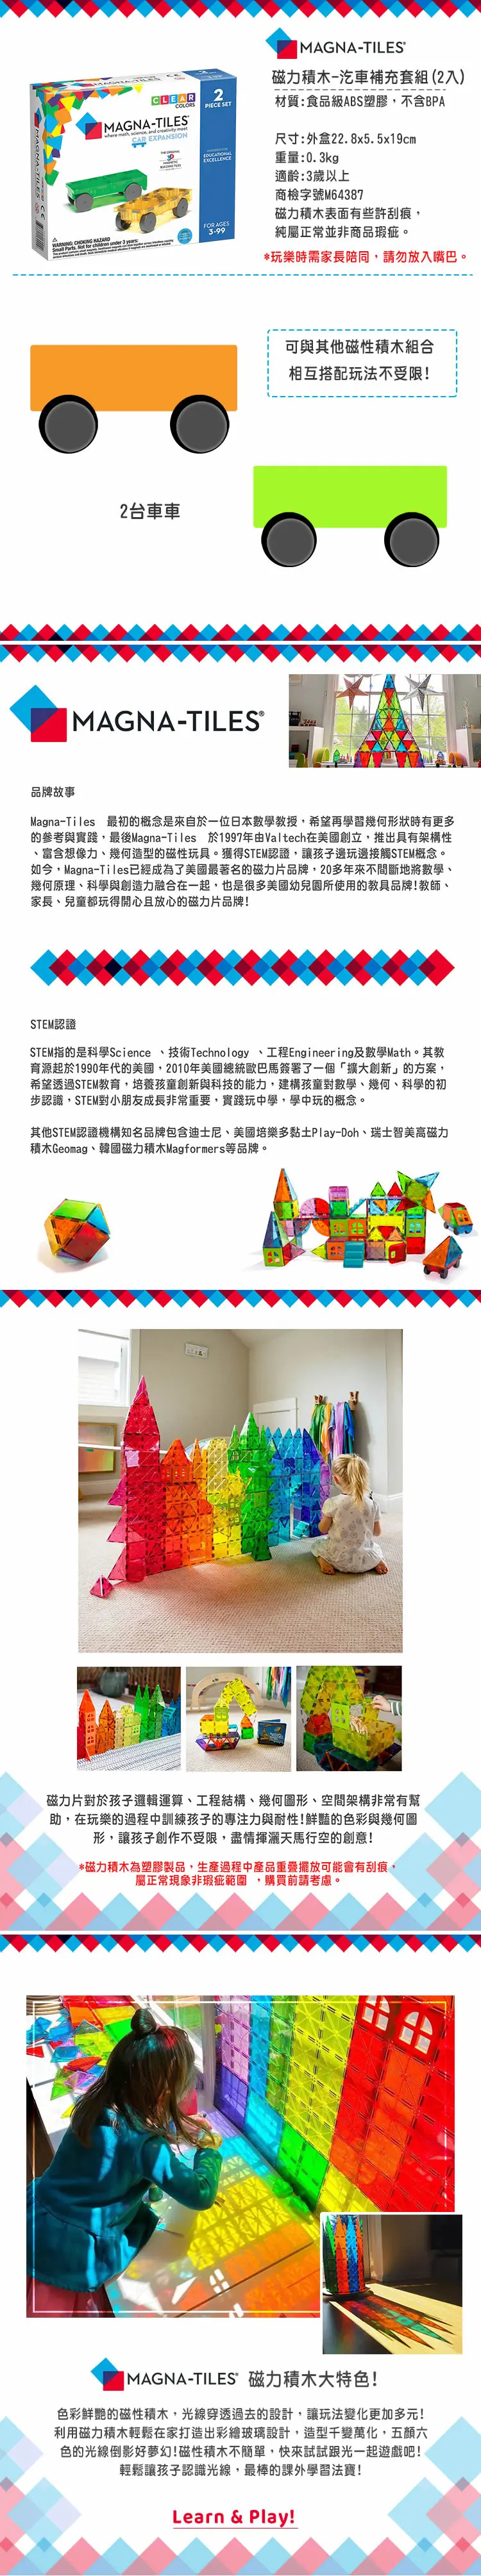 MAGNA-TILES®
磁力積木-汽車補充套組(2入)
材質:食品級ABS塑膠，不含BPA
尺寸:外盒22.8x5.5x19cm
重量:0.3kg
適齡:3歲以上
商檢字號M64387
磁力積木表面有些許刮痕，
純屬正常並非商品瑕疵。
*玩樂時需家長陪同，請勿放入嘴巴。
CLEAR
COLORS
2
PIECE SET
MAGNA-TILES®
where math, science, and creativity meet
CAR EXPANSION
EDUCATIONAL
EXCELLENCE
FOR AGES
3-99
WARNING: CHOKING HAZARD
Small Parts. Not for children under 3 years.
MAGNA-TILES
可與其他磁性積木組合
相互搭配玩法不受限!
2台車車
MAGNA-TILES®
品牌故事
Magna-Tiles 最初的概念是來自於一位日本數學教授，希望再學習幾何形狀時有更多
的參考與實踐，最後Magna-Tiles 於1997年由Valtech在美國創立，推出具有架構性
、富含想像力、幾何造型的磁性玩具。獲得STEM認證，讓孩子邊玩邊接觸STEM概念。
如今，Magna-Tiles已經成為了美國最著名的磁力片品牌，20多年來不間斷地將數學、
幾何原理、科學與創造力融合在一起，也是很多美國幼兒園所使用的教具品牌!教師、
家長、兒童都玩得開心且放心的磁力片品牌!
STEM認證
STEM指的是科學Science 、技術Technology 、工程Engineering及數學Math。其教
育源起於1990年代的美國，2010年美國總統歐巴馬簽署了一個「擴大創新」的方案，
希望透過STEM教育，培養孩童創新與科技的能力，建構孩童對數學、幾何、科學的初
步認識，STEM對小朋友成長非常重要，實踐玩中學，學中玩的概念。
其他STEM認證機構知名品牌包含迪士尼、美國培樂多黏土Play-Doh、瑞士智美高磁力
積木Geomag、韓國磁力積木Magformers等品牌。
磁力片對於孩子邏輯運算、工程結構、幾何圖形、空間架構非常有幫
助，在玩樂的過程中訓練孩子的專注力與耐性!鮮豔的色彩與幾何圖
形，讓孩子創作不受限，盡情揮灑天馬行空的創意!
*磁力積木為塑膠製品，生產過程中產品重疊擺放可能會有刮痕，
屬正常現象非瑕疵範圍 ，購買前請考慮。
MAGNA-TILES® 磁力積木大特色!
色彩鮮艷的磁性積木，光線穿透過去的設計，讓玩法變化更加多元!
利用磁力積木輕鬆在家打造出彩繪玻璃設計，造型千變萬化，五顏六
色的光線倒影好夢幻!磁性積木不簡單，快來試試跟光一起遊戲吧!
輕鬆讓孩子認識光線，最棒的課外學習法寶!
Learn & Play!